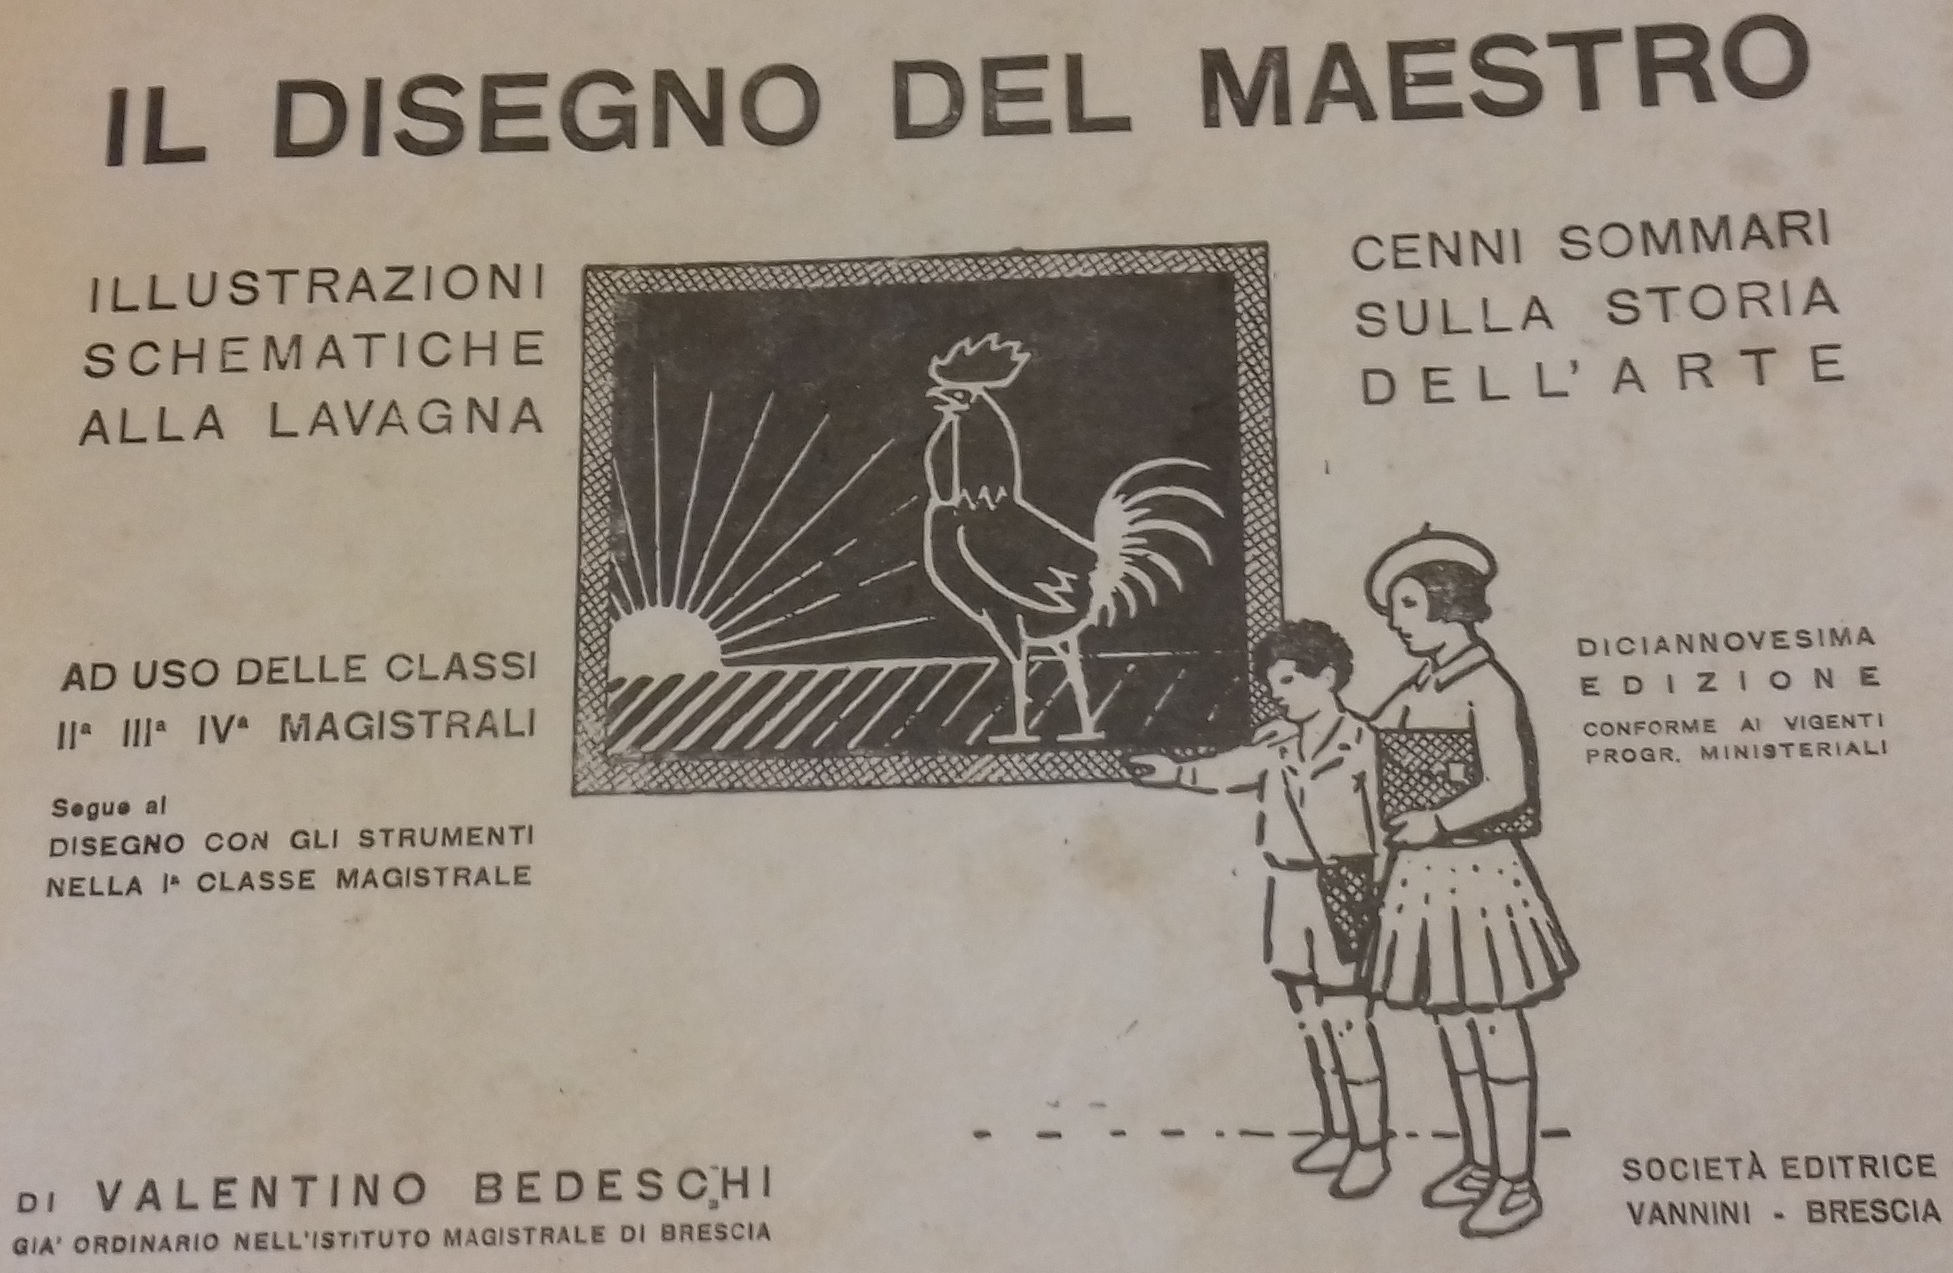 IL DISEGNO DEL MAESTRO
ILLUSTRAZIONI
SCHEMATICHE
ALLA LAVAGNA
CENNI SOMMARI
SULLA STORIA
DELL'ARTE
AD USO DELLE CLASSI
IIª IIIª IVª MAGISTRALI
Segue al
DISEGNO CON GLI STRUMENTI
NELLA Iª CLASSE MAGISTRALE
DICIANNOVESIMA
EDIZIONE
CONFORME AI VIGENTI
PROGR. MINISTERIALI
DI VALENTINO BEDESCHI
GIA' ORDINARIO NELL'ISTITUTO MAGISTRALE DI BRESCIA
SOCIETÀ EDITRICE
VANNINI - BRESCIA